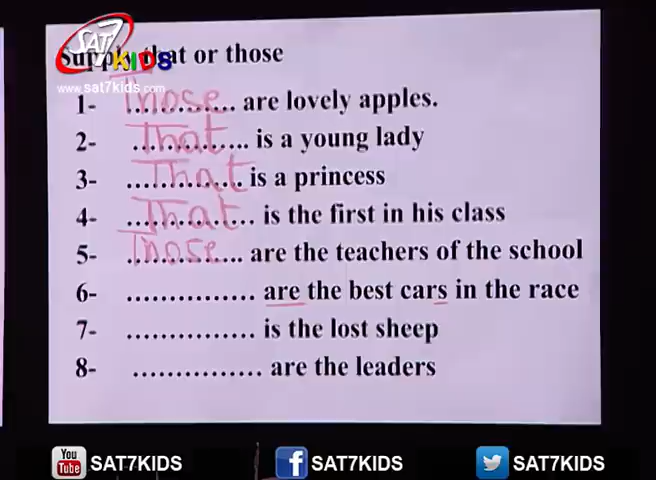 SAT7 KIDS
www.sat7kids.com
Supply that or those
1- Those are lovely apples.
2- That is a young lady
3- That is a princess
4- That is the first in his class
5- Those are the teachers of the school
6- .............. are the best cars in the race
7- .............. is the lost sheep
8- .............. are the leaders
You Tube SAT7KIDS f SAT7KIDS SAT7KIDS